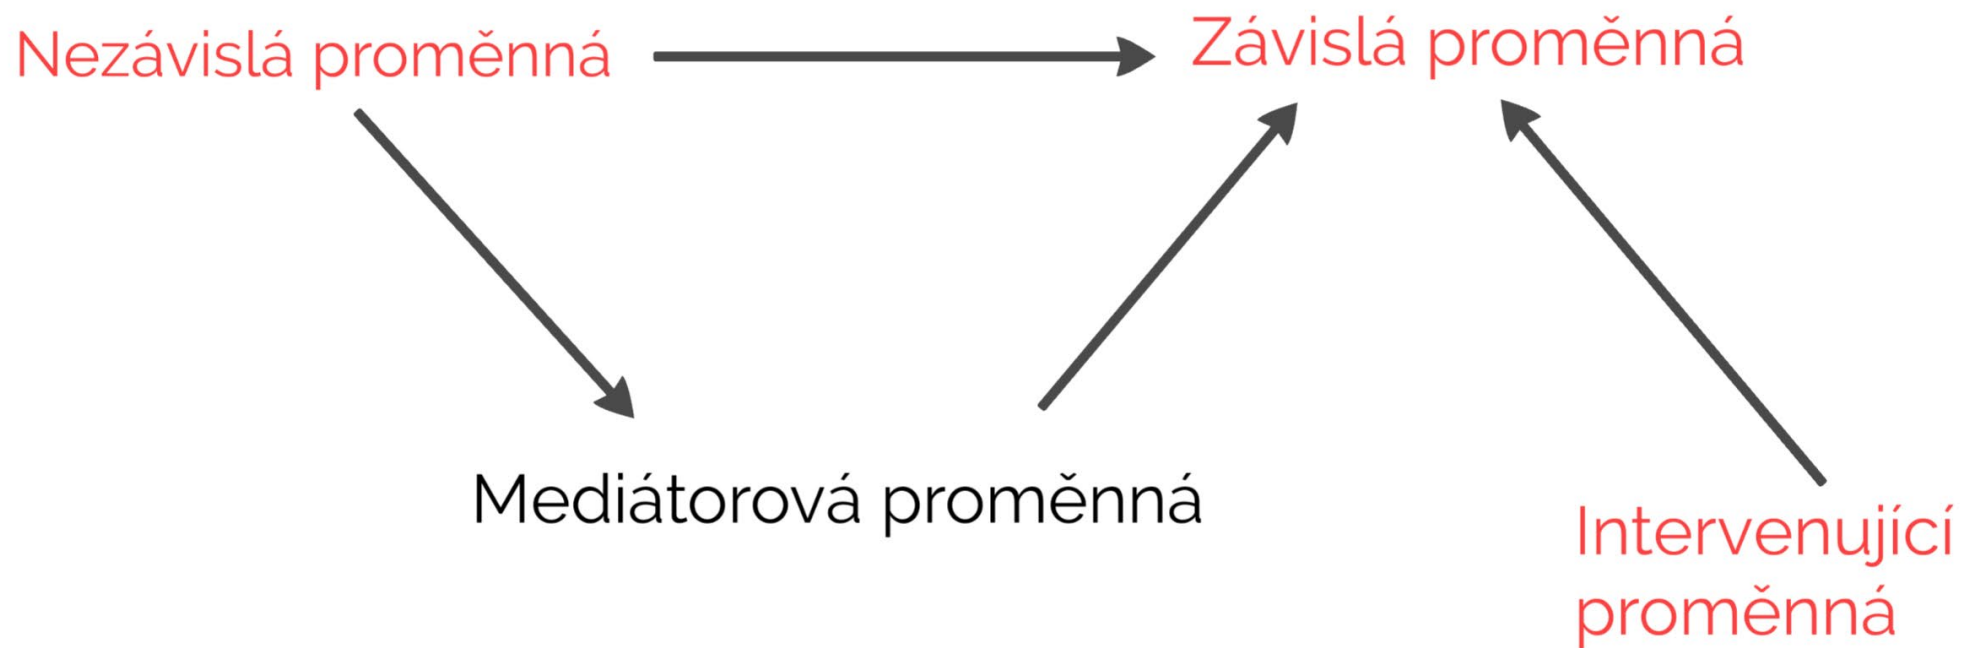 Nezávislá proměnná
Závislá proměnná
Mediátorová proměnná
Intervenující
proměnná